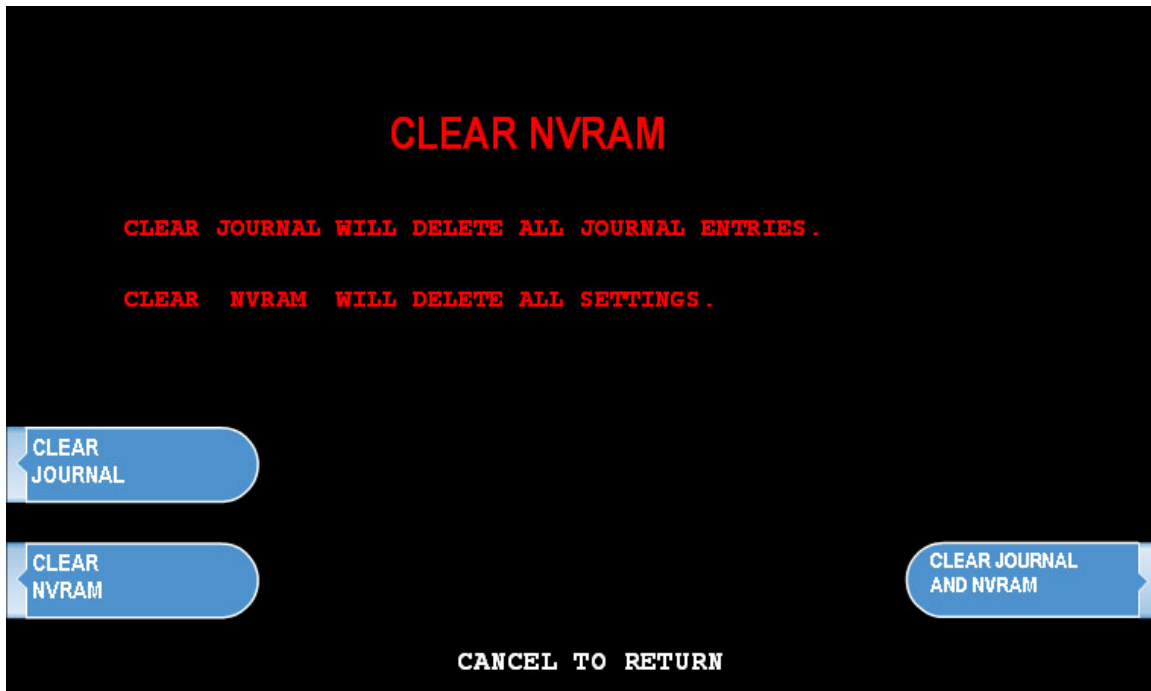 CLEAR NVRAM
CLEAR JOURNAL WILL DELETE ALL JOURNAL ENTRIES.
CLEAR NVRAM WILL DELETE ALL SETTINGS.
CLEAR
JOURNAL
CLEAR
NVRAM
CLEAR JOURNAL
AND NVRAM
CANCEL TO RETURN